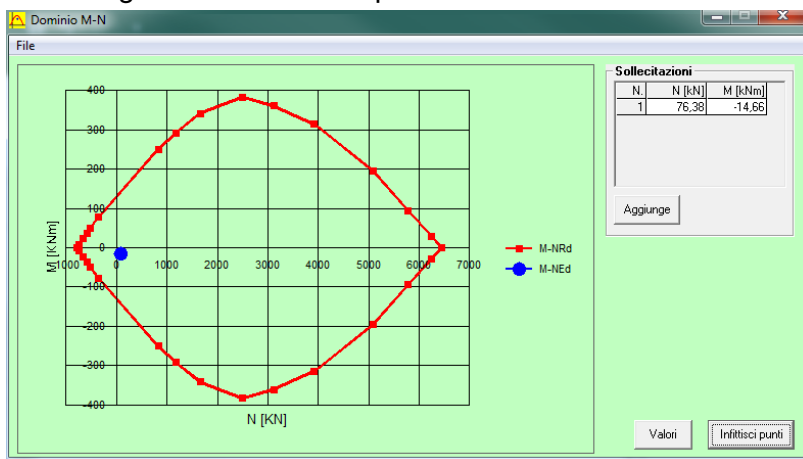 Dominio M-N
File
400
300
200
100
0
-100
-200
-300
-400
M [KNm]
-1000 0 1000 2000 3000 4000 5000 6000 7000
N [KN]
M-NRd
M-NEd
Sollecitazioni
N. N [kN] M [kNm]
1 76,38 -14,66
Aggiunge
Valori
Infittisci punti